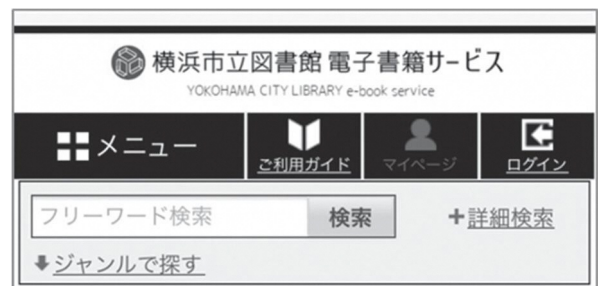 横浜市立図書館 電子書籍サービス
YOKOHAMA CITY LIBRARY e-book service
メニュー
ご利用ガイド
マイページ
ログイン
フリーワード検索
検索
+詳細検索
ジャンルで探す